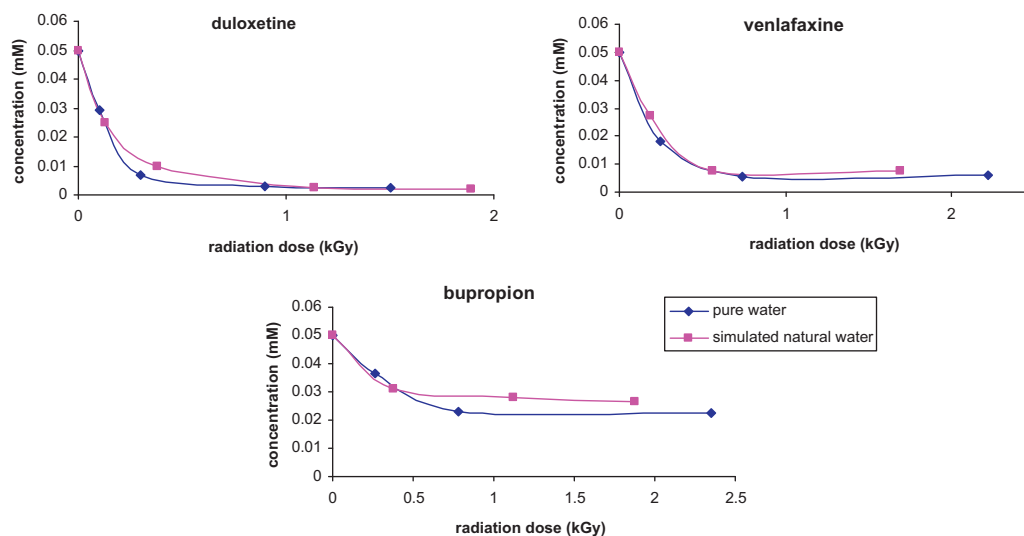 duloxetine
0.06
0.05
0.04
0.03
0.02
0.01
0
concentration (mM)
0 1 2
radiation dose (kGy)
venlafaxine
0.06
0.05
0.04
0.03
0.02
0.01
0
concentration (mM)
0 1 2
radiation dose (kGy)
bupropion
0.06
0.05
0.04
0.03
0.02
0.01
0
concentration (mM)
0 0.5 1 1.5 2 2.5
radiation dose (kGy)
pure water
simulated natural water